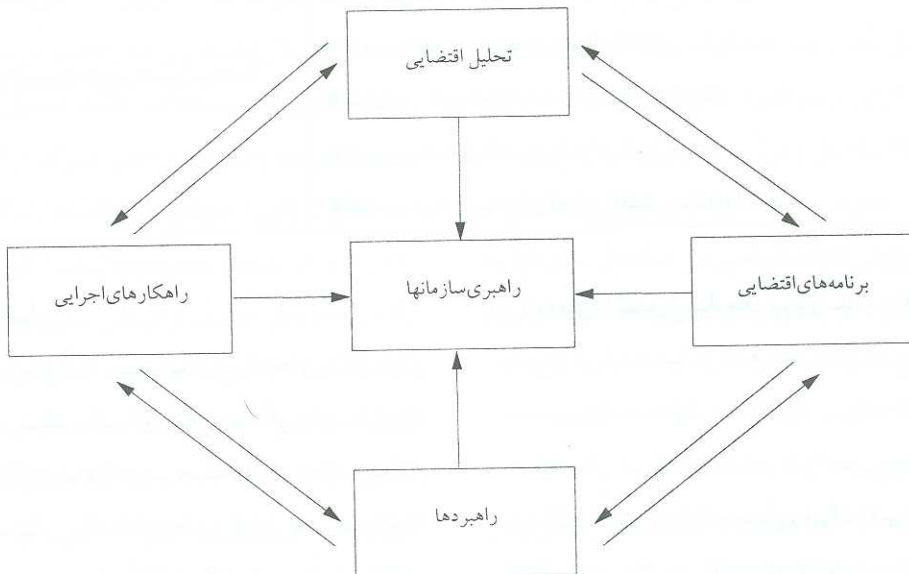 تحلیل اقتضایی
برنامه‌های اقتضایی
راهبری سازمانها
راهکارهای اجرایی
راهبردها